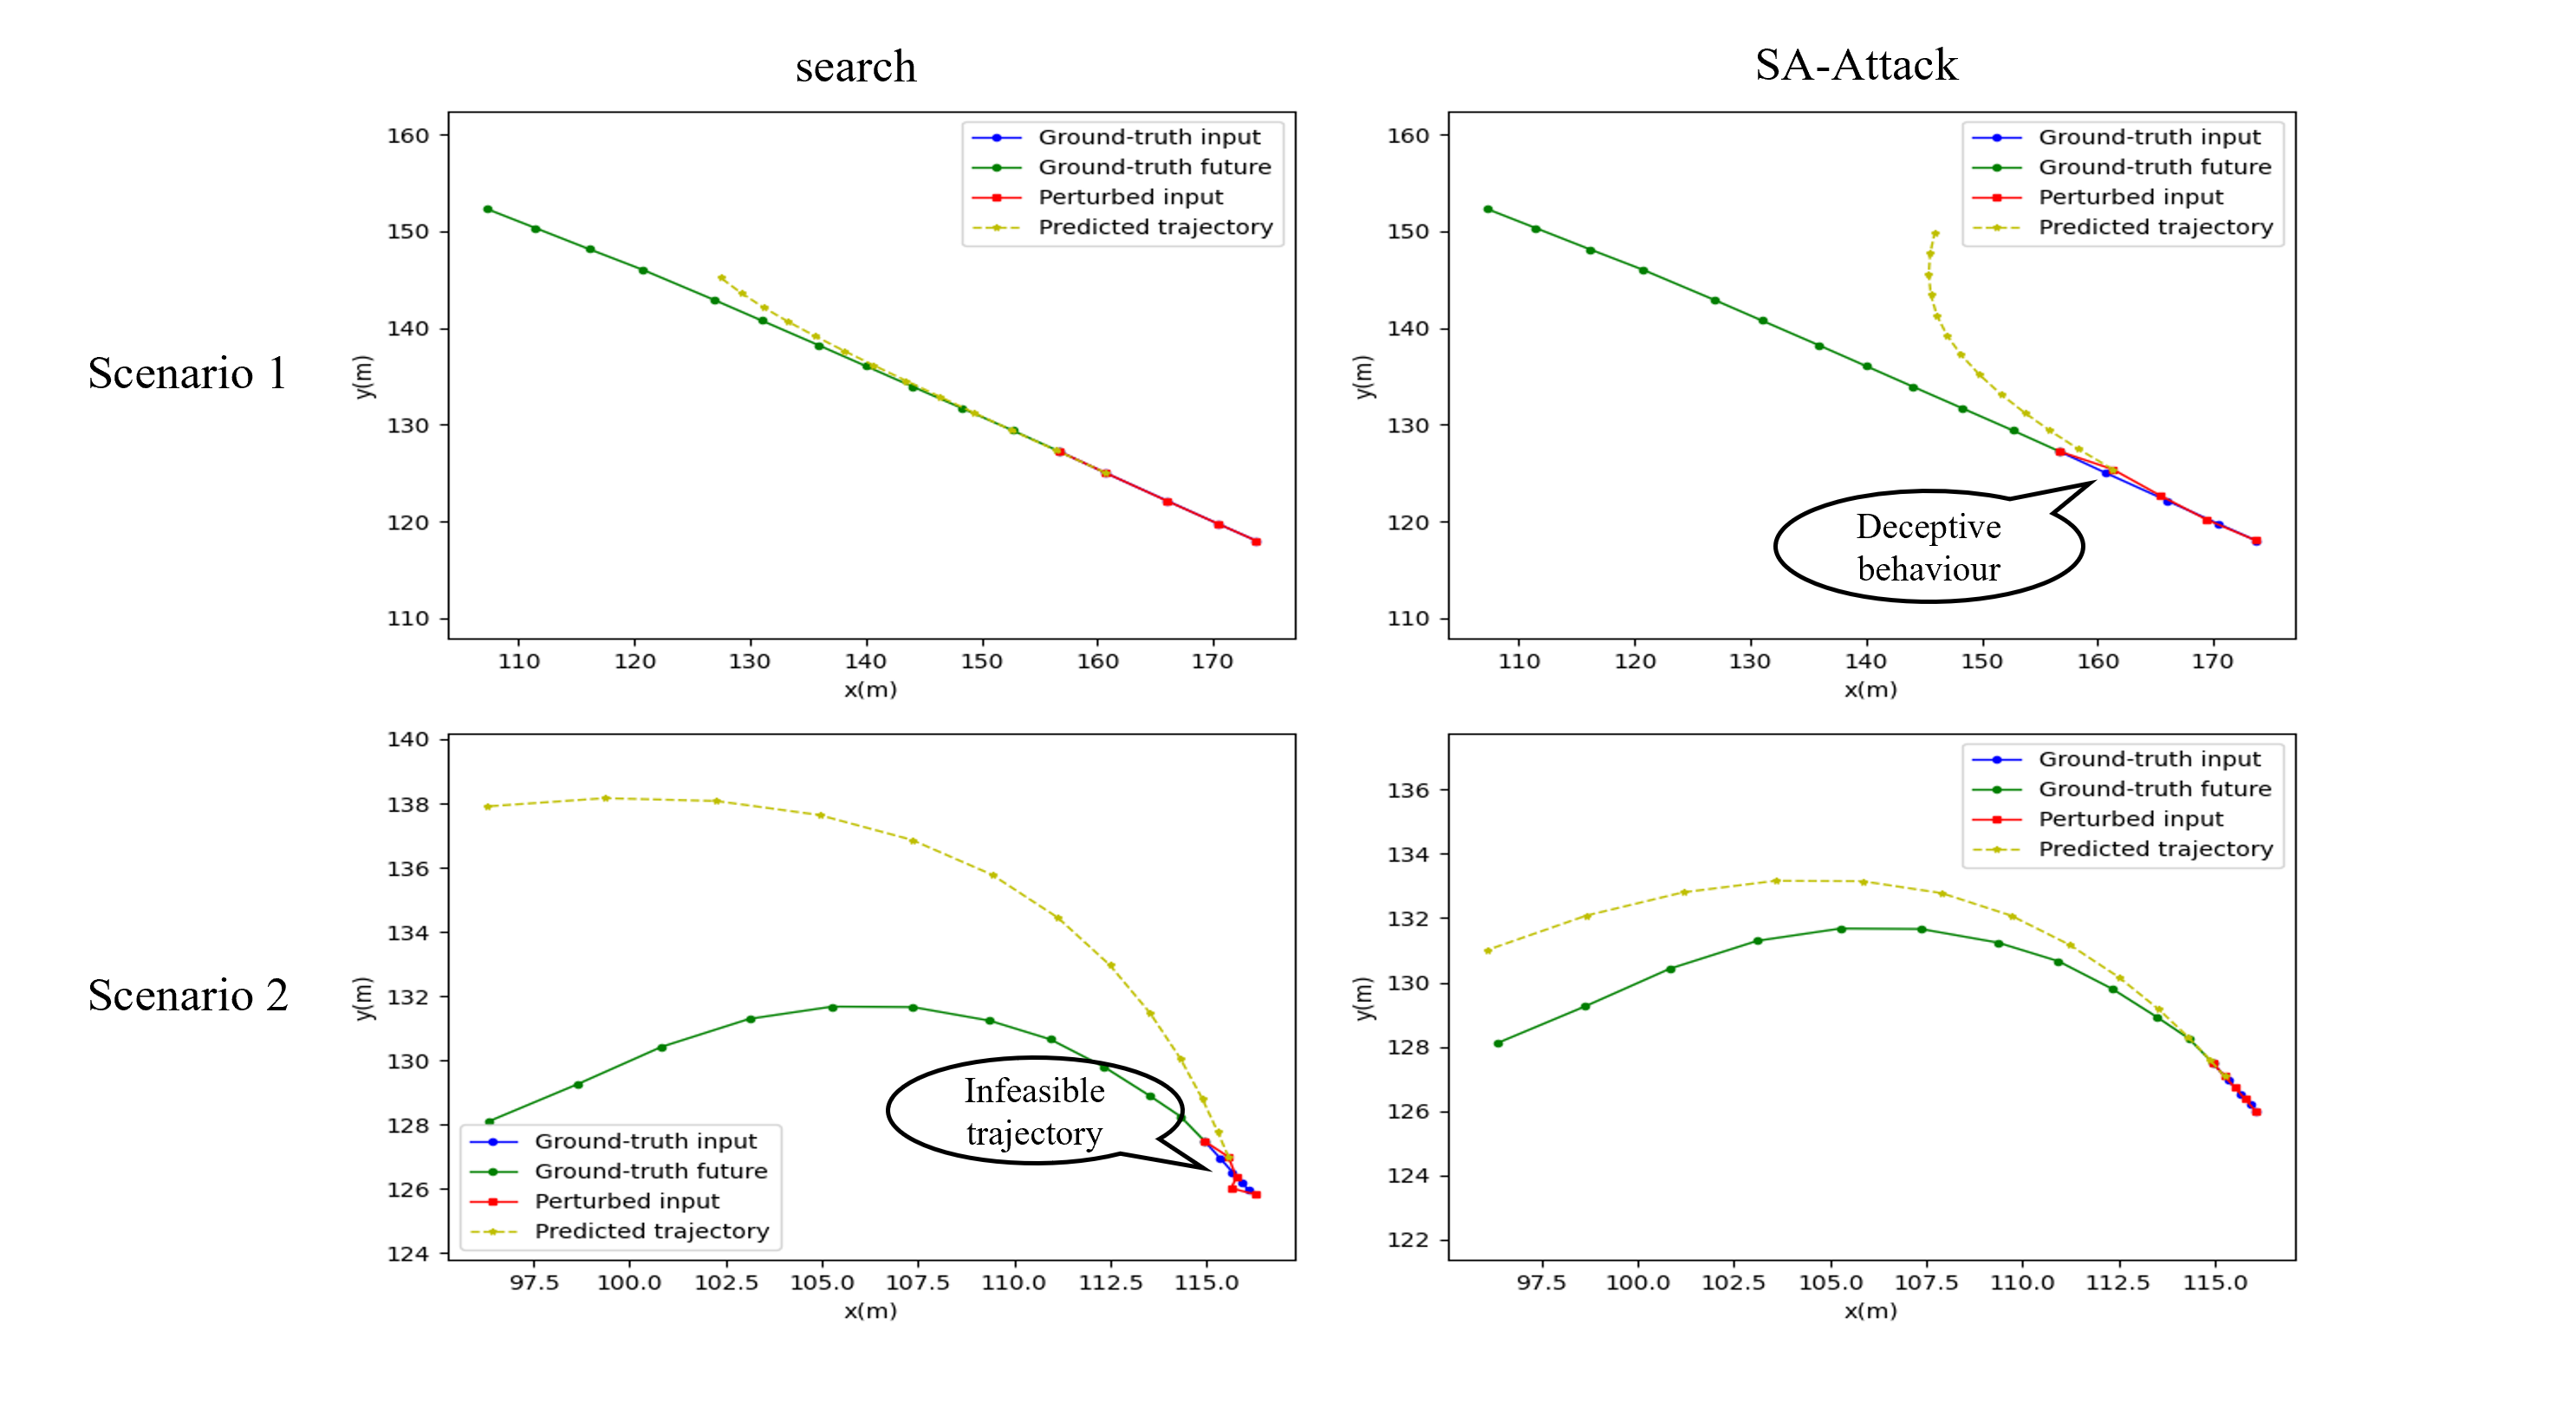 search
SA-Attack
Scenario 1
160
150
140
130
120
110
y(m)
110 120 130 140 150 160 170
x(m)
Ground-truth input
Ground-truth future
Perturbed input
Predicted trajectory
160
150
140
130
120
110
y(m)
110 120 130 140 150 160 170
x(m)
Ground-truth input
Ground-truth future
Perturbed input
Predicted trajectory
Deceptive
behaviour
Scenario 2
140
138
136
134
132
130
128
126
124
y(m)
97.5 100.0 102.5 105.0 107.5 110.0 112.5 115.0
x(m)
Infeasible
trajectory
Ground-truth input
Ground-truth future
Perturbed input
Predicted trajectory
136
134
132
130
128
126
124
122
y(m)
97.5 100.0 102.5 105.0 107.5 110.0 112.5 115.0
x(m)
Ground-truth input
Ground-truth future
Perturbed input
Predicted trajectory